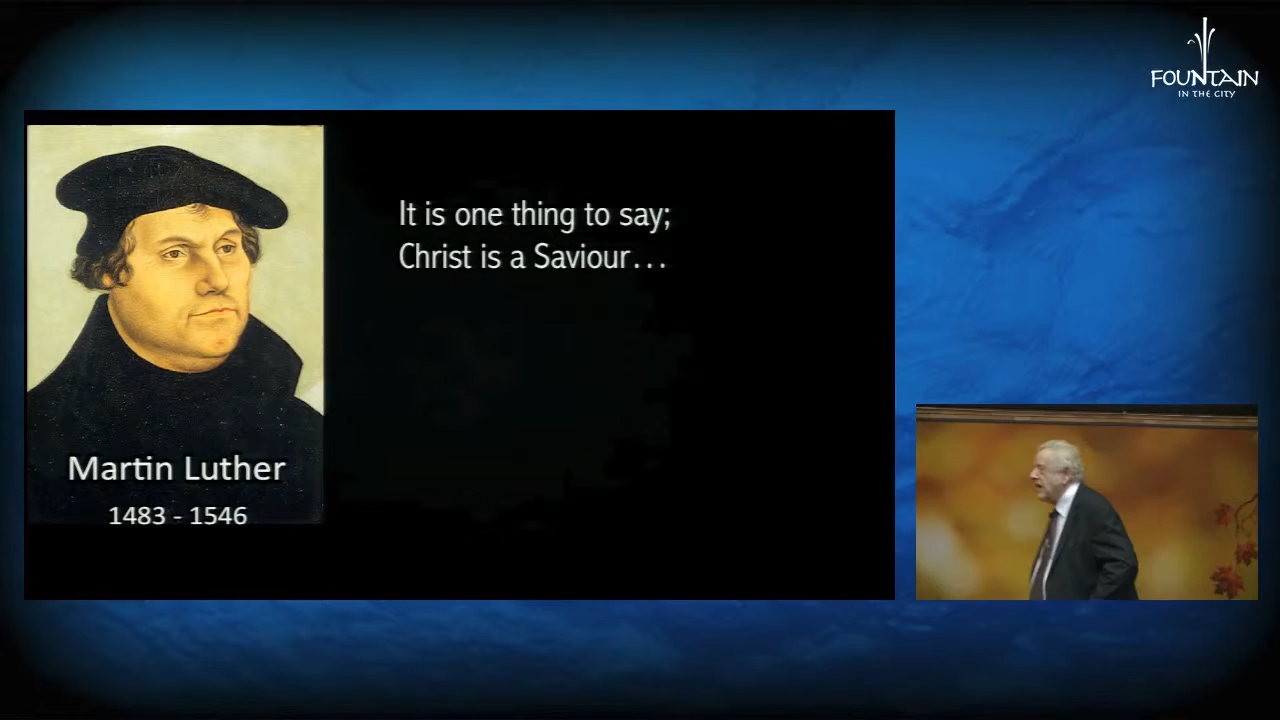 FOUNTAIN
IN THE CITY
It is one thing to say;
Christ is a Saviour...
Martin Luther
1483 - 1546